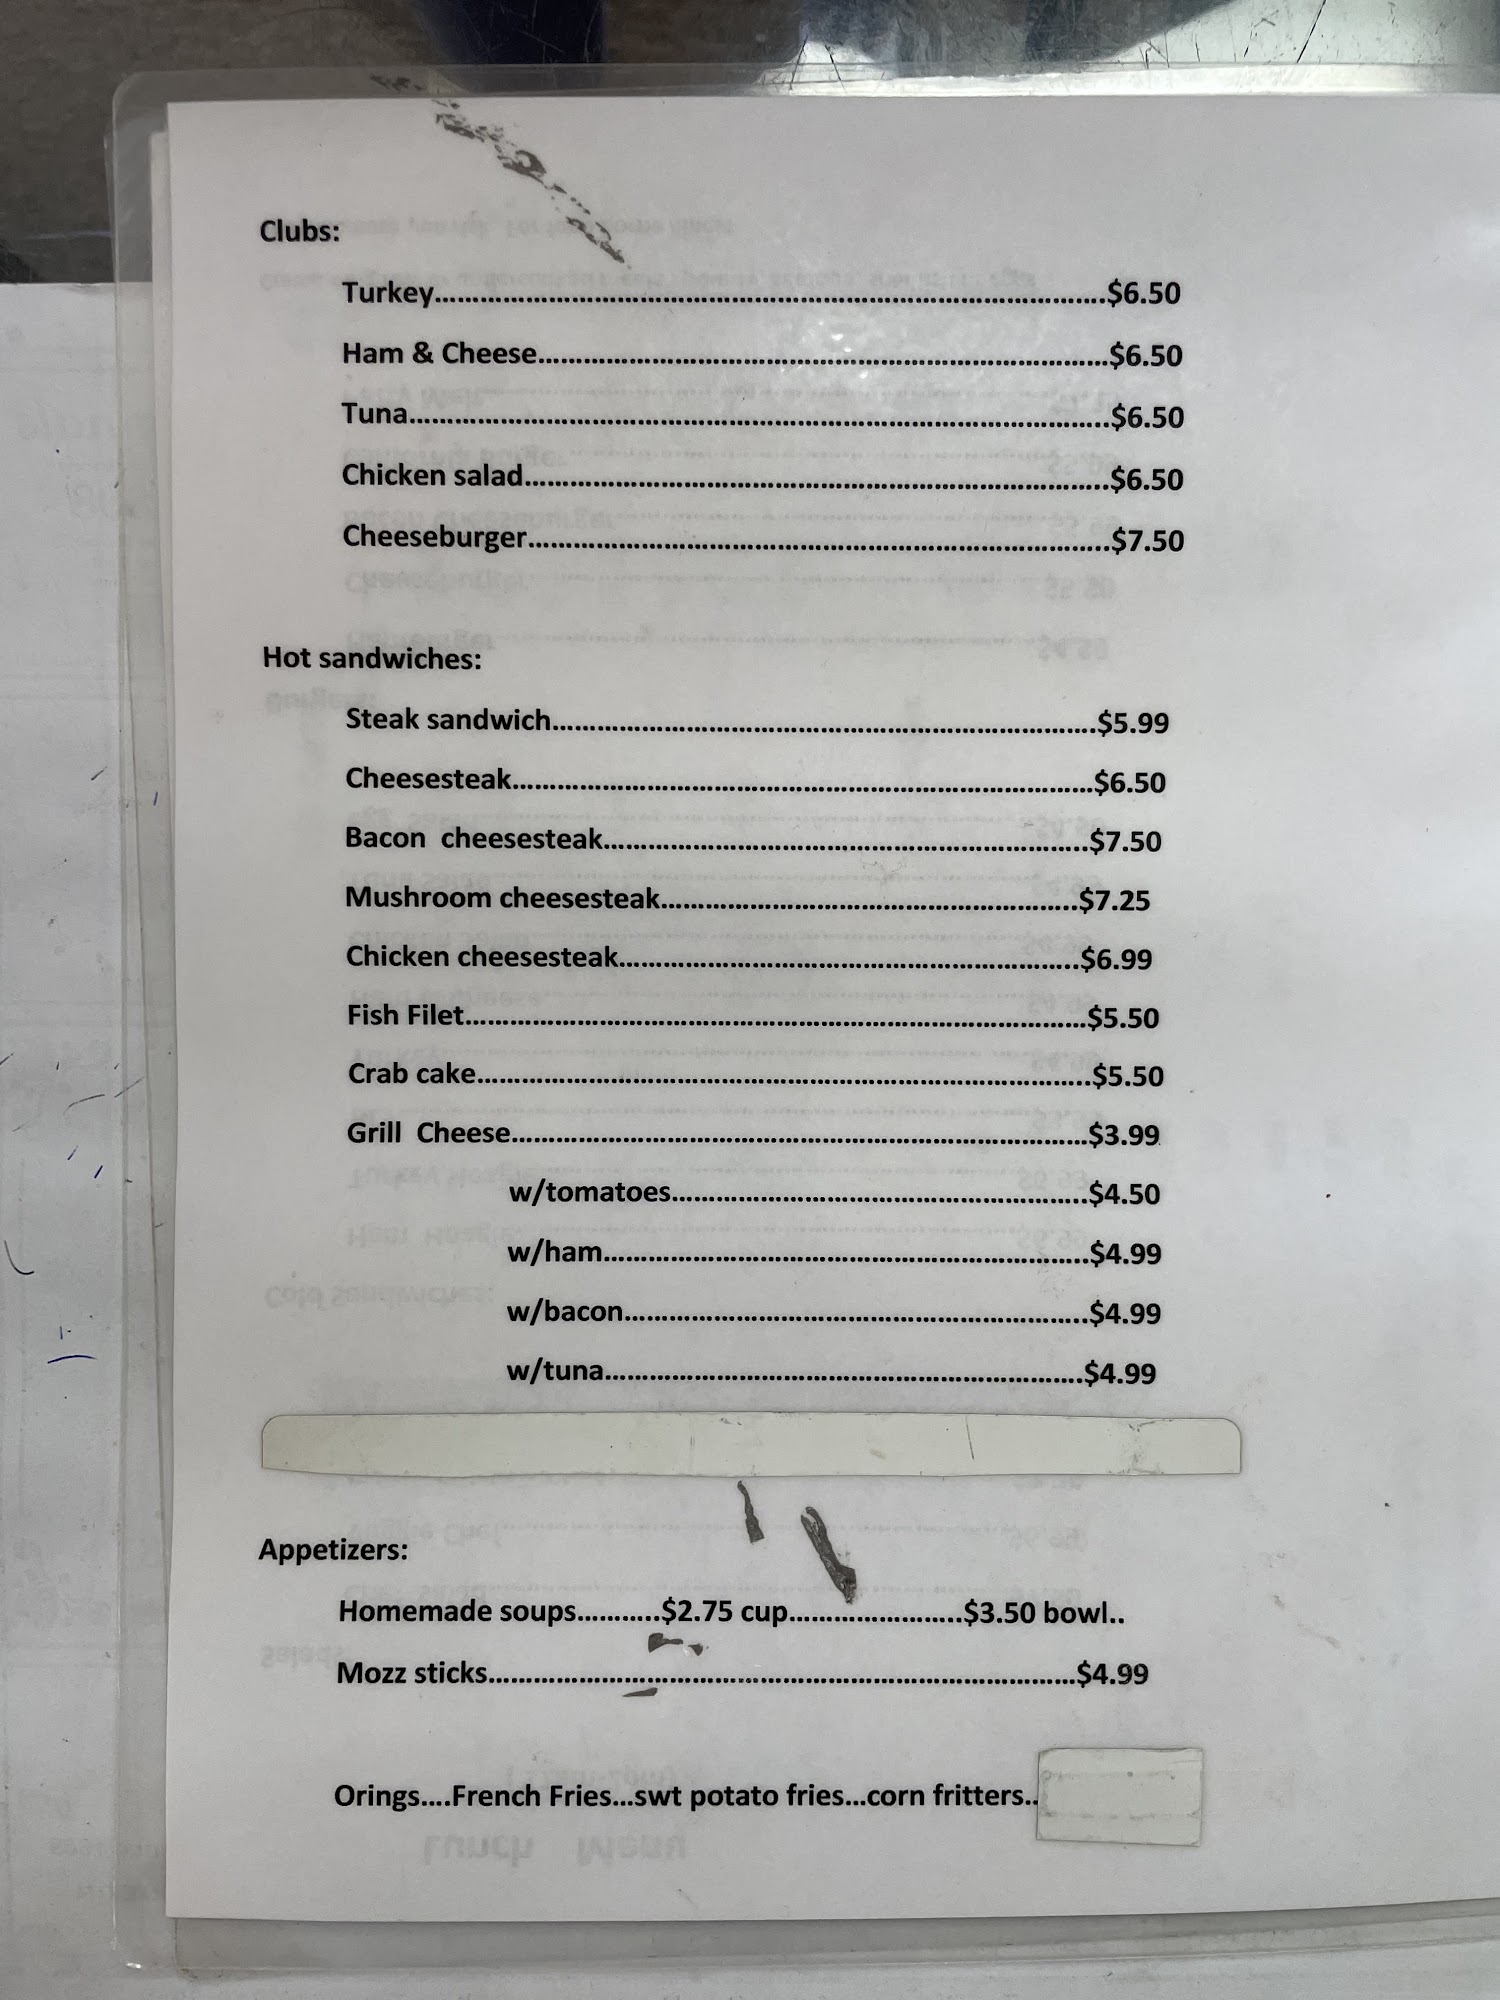 Clubs:
Turkey..........$6.50
Ham & Cheese..........$6.50
Tuna..........$6.50
Chicken salad..........$6.50
Cheeseburger..........$7.50
Hot sandwiches:
Steak sandwich..........$5.99
Cheesesteak..........$6.50
Bacon  cheesesteak..........$7.50
Mushroom cheesesteak..........$7.25
Chicken cheesesteak..........$6.99
Fish Filet..........$5.50
Crab cake..........$5.50
Grill  Cheese..........$3.99
w/tomatoes..........$4.50
w/ham..........$4.99
w/bacon..........$4.99
w/tuna..........$4.99
Appetizers:
Homemade soups...........$2.75 cup.......................$3.50 bowl..
Mozz sticks..........$4.99
Orings....French Fries...swt potato fries...corn fritters..